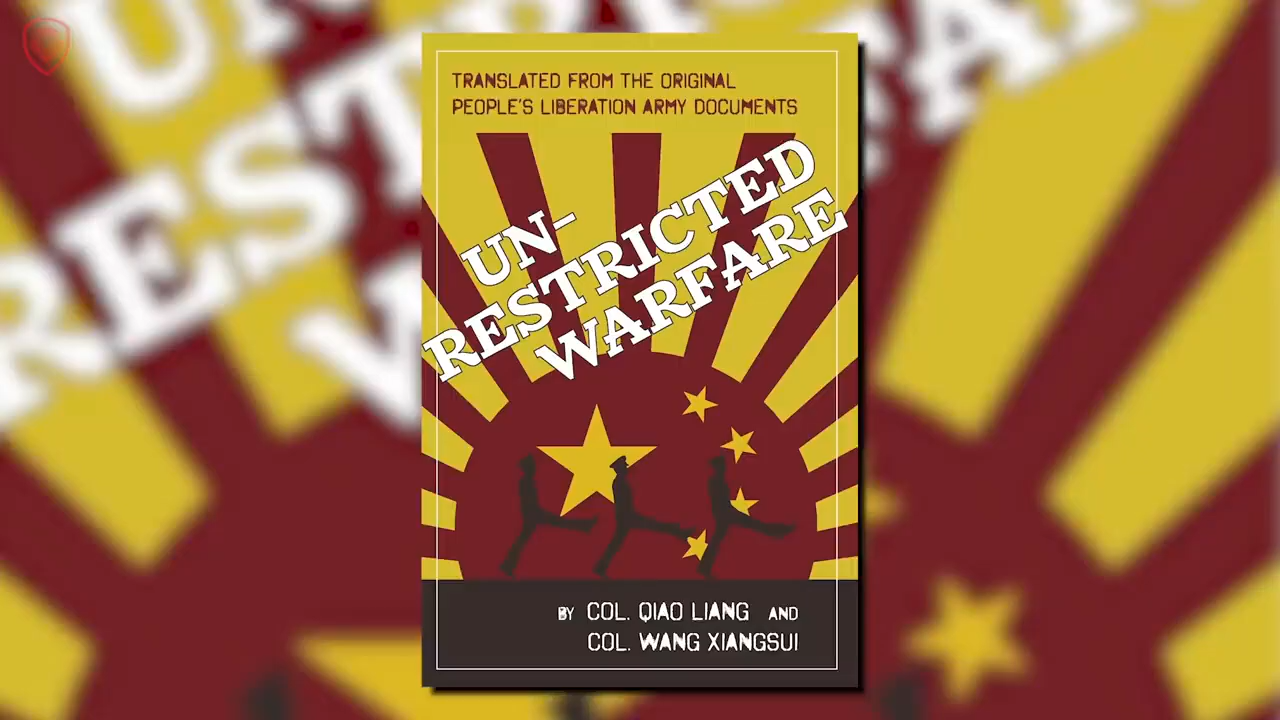 TRANSLATED FROM THE ORIGINAL
PEOPLE'S LIBERATION ARMY DOCUMENTS
UN-
RESTRICTED
WARFARE
BY COL. QIAO LIANG AND
COL. WANG XIANGSUI